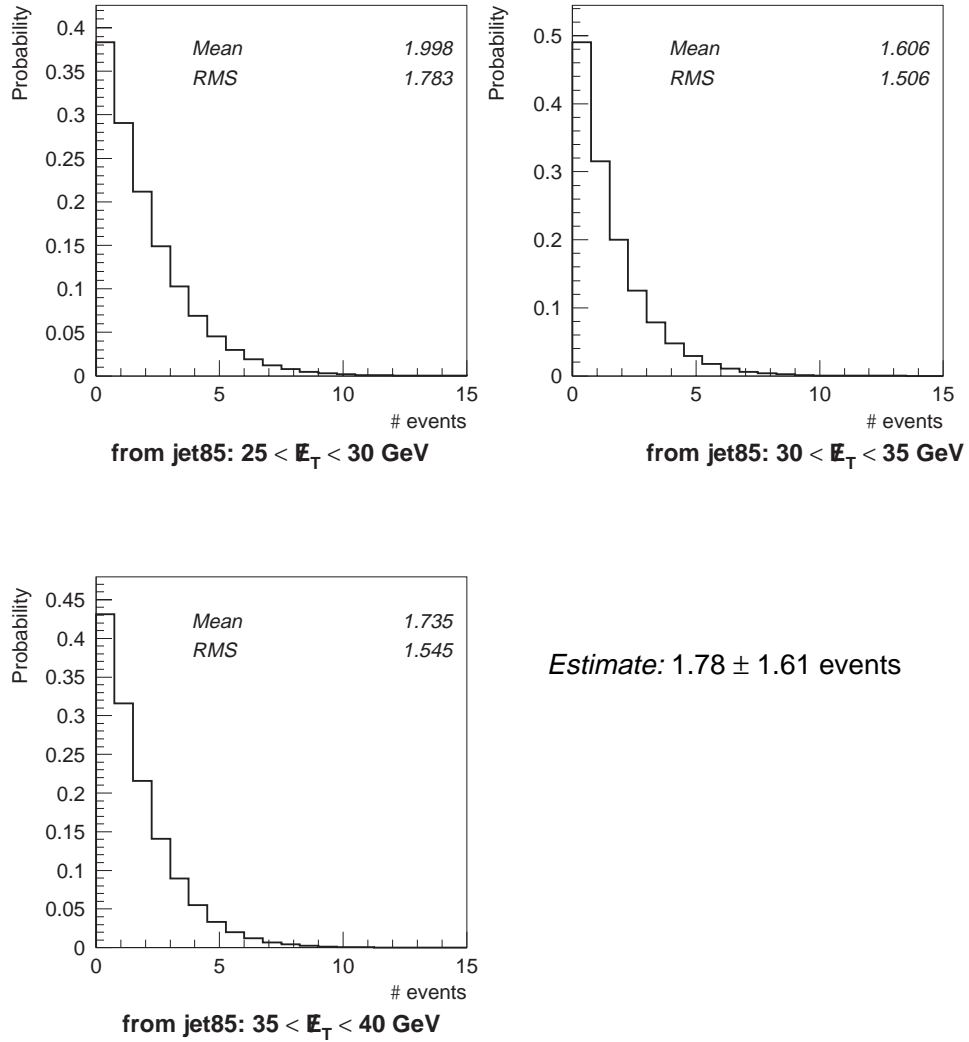 Probability
Mean 1.998
RMS 1.783
0.4
0.35
0.3
0.25
0.2
0.15
0.1
0.05
0
0 5 10 15
# events
from jet85: 25 < E̸_T < 30 GeV
Probability
Mean 1.606
RMS 1.506
0.5
0.4
0.3
0.2
0.1
0
0 5 10 15
# events
from jet85: 30 < E̸_T < 35 GeV
Probability
Mean 1.735
RMS 1.545
0.45
0.4
0.35
0.3
0.25
0.2
0.15
0.1
0.05
0
0 5 10 15
# events
from jet85: 35 < E̸_T < 40 GeV
Estimate: 1.78 ± 1.61 events